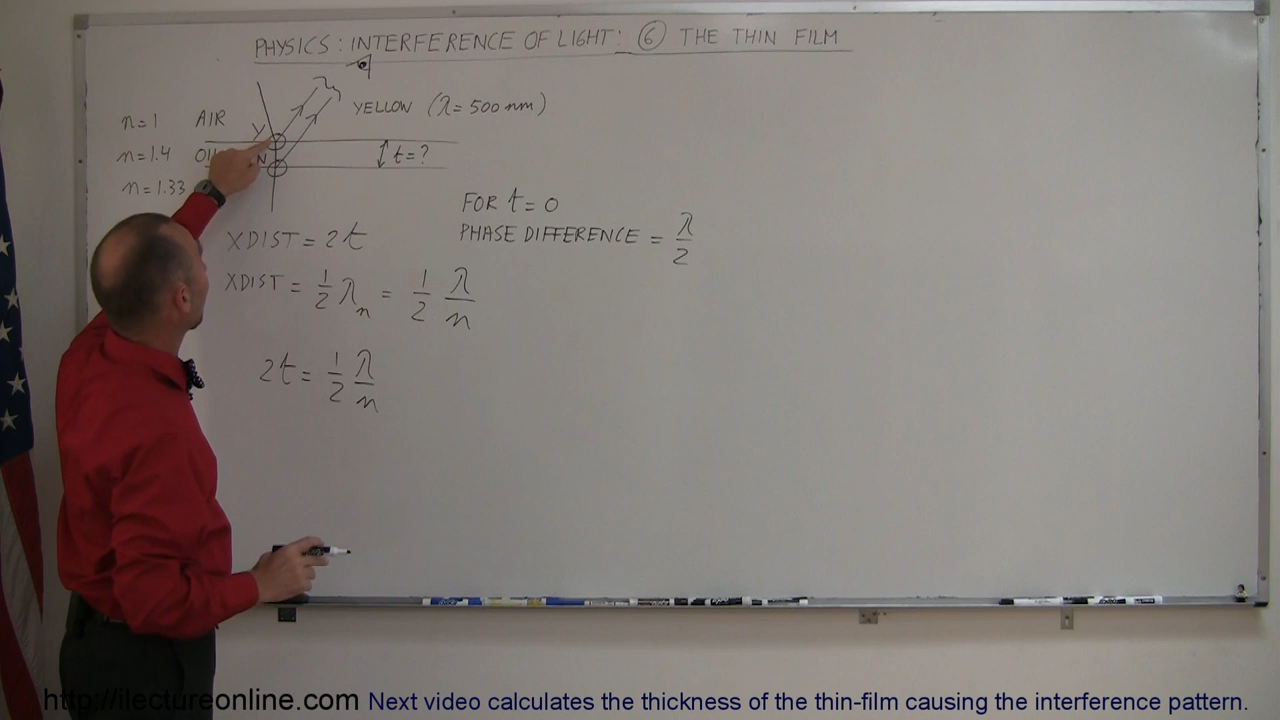 PHYSICS: INTERFERENCE OF LIGHT: ⑥ THE THIN FILM
YELLOW (λ = 500 nm)
n=1 AIR Y
n=1.4 N t=?
n=1.33
FOR t=0
PHASE DIFFERENCE = λ/2
XDIST = 2t
XDIST = 1/2 λn = 1/2 λ/n
2t = 1/2 λ/n
http://ilectureonline.com Next video calculates the thickness of the thin-film causing the interference pattern.